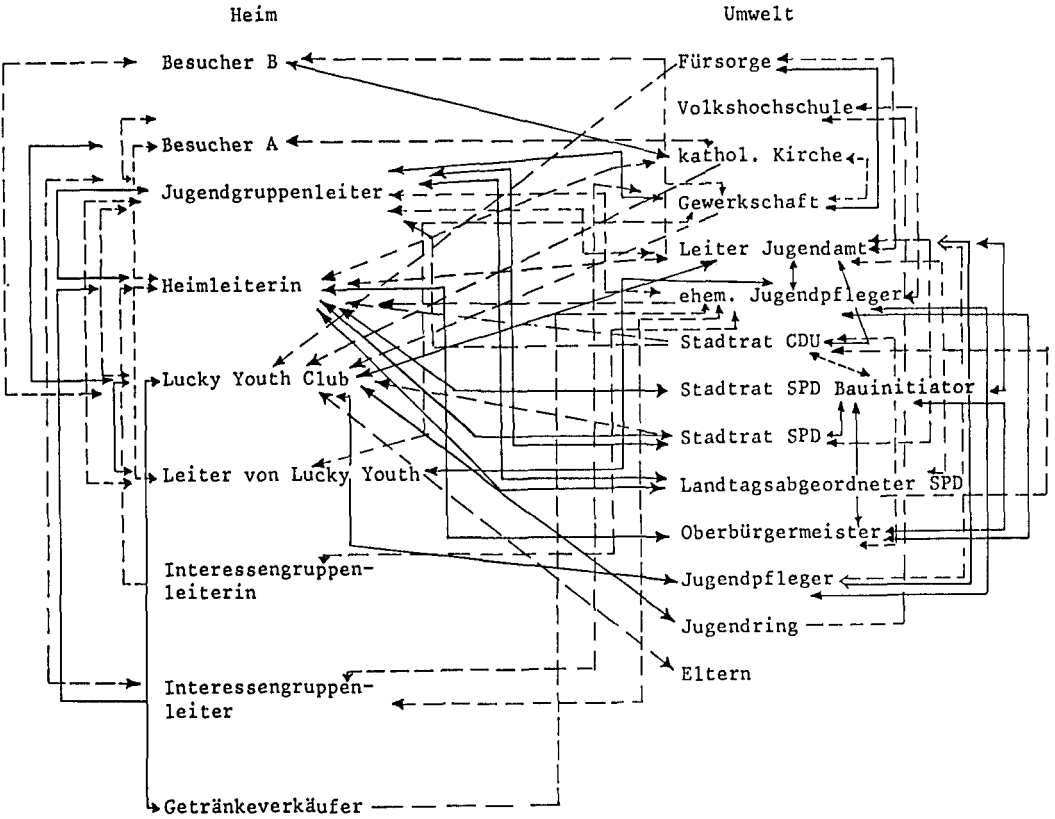 Heim
Umwelt
Besucher B
Besucher A
Jugendgruppenleiter
Heimleiterin
Lucky Youth Club
Leiter von Lucky Youth
Interessengruppen-
leiterin
Interessengruppen-
leiter
Getränkeverkäufer
Fürsorge
Volkshochschule
kathol. Kirche
Gewerkschaft
Leiter Jugendamt
ehem. Jugendpfleger
Stadtrat CDU
Stadtrat SPD Bauinitiator
Stadtrat SPD
Landtagsabgeordneter SPD
Oberbürgermeister
Jugendpfleger
Jugendring
Eltern